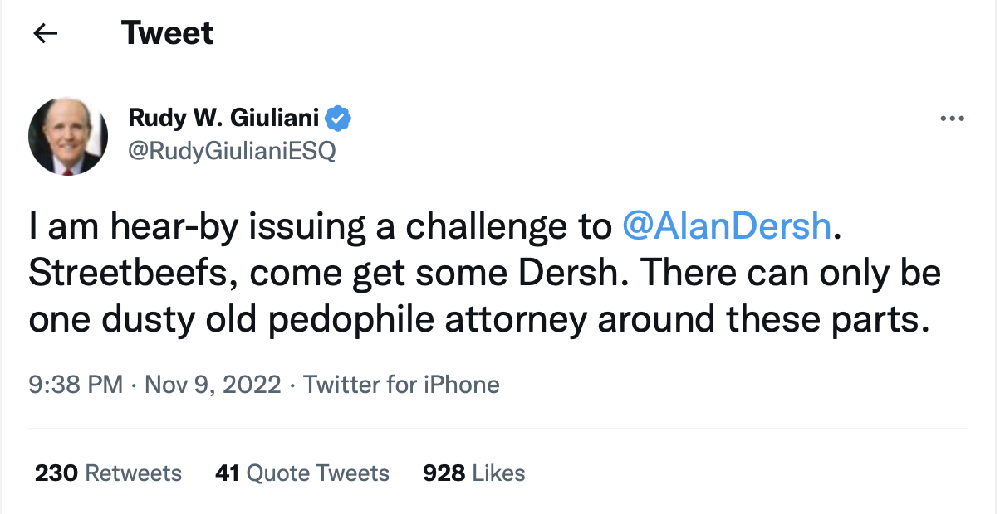 Tweet
Rudy W. Giuliani
@RudyGiulianiESQ
I am hear-by issuing a challenge to @AlanDersh.
Streetbeefs, come get some Dersh. There can only be
one dusty old pedophile attorney around these parts.
9:38 PM · Nov 9, 2022 · Twitter for iPhone
230 Retweets 41 Quote Tweets 928 Likes